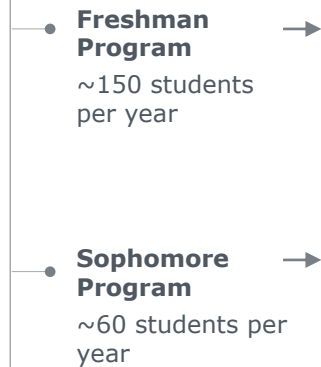 Freshman
Program
~150 students
per year
Sophomore
Program
~60 students per
year